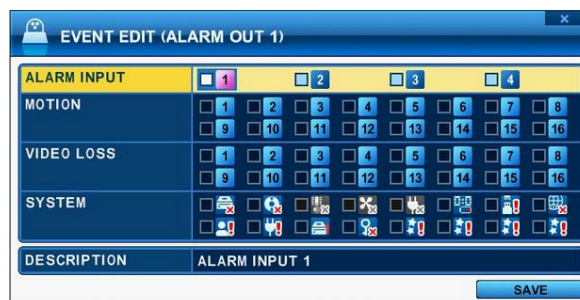 EVENT EDIT (ALARM OUT 1)
ALARM INPUT 1 2 3 4
MOTION 1 2 3 4 5 6 7 8
9 10 11 12 13 14 15 16
VIDEO LOSS 1 2 3 4 5 6 7 8
9 10 11 12 13 14 15 16
SYSTEM
DESCRIPTION ALARM INPUT 1
SAVE